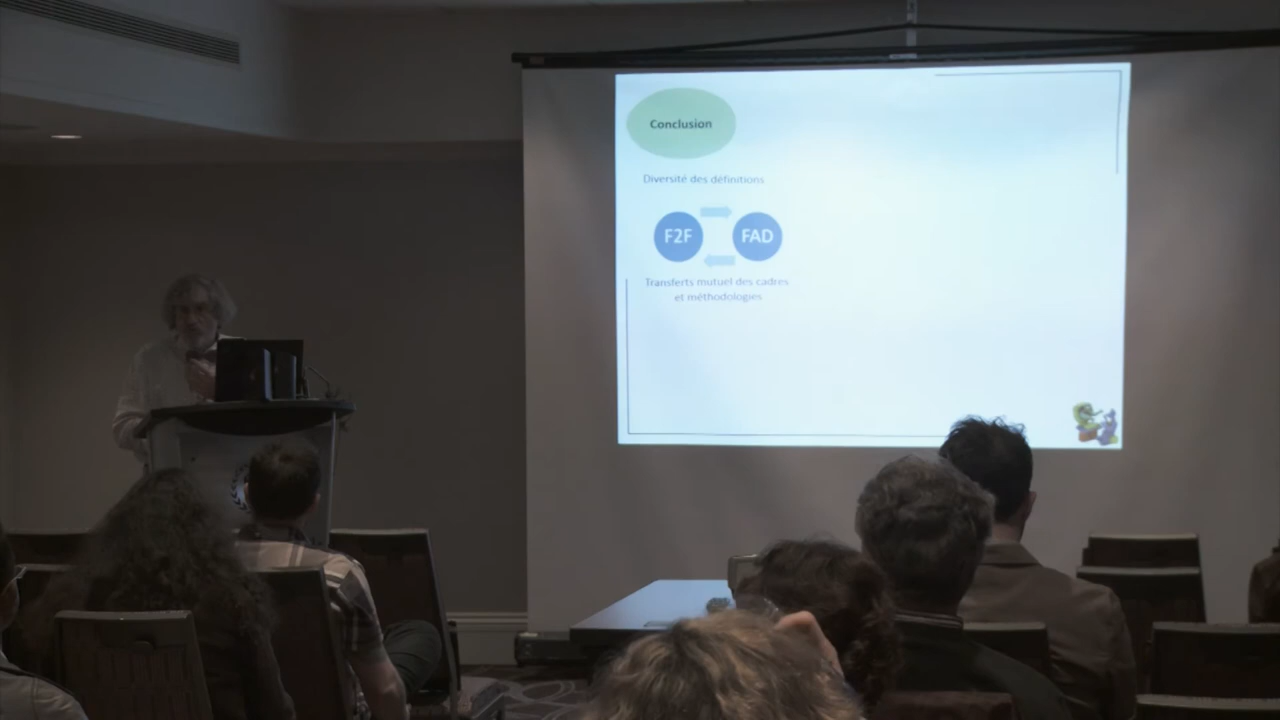 Conclusion
Diversité des définitions
F2F
FAD
Transferts mutuel des cadres
et méthodologies